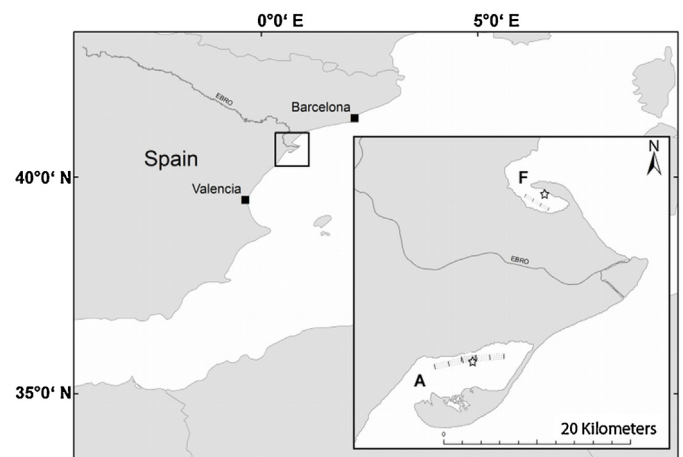 0°0‘ E
5°0‘ E
EBRO
Barcelona
N
Spain
F
40°0‘ N
Valencia
EBRO
A
35°0‘ N
20 Kilometers
0